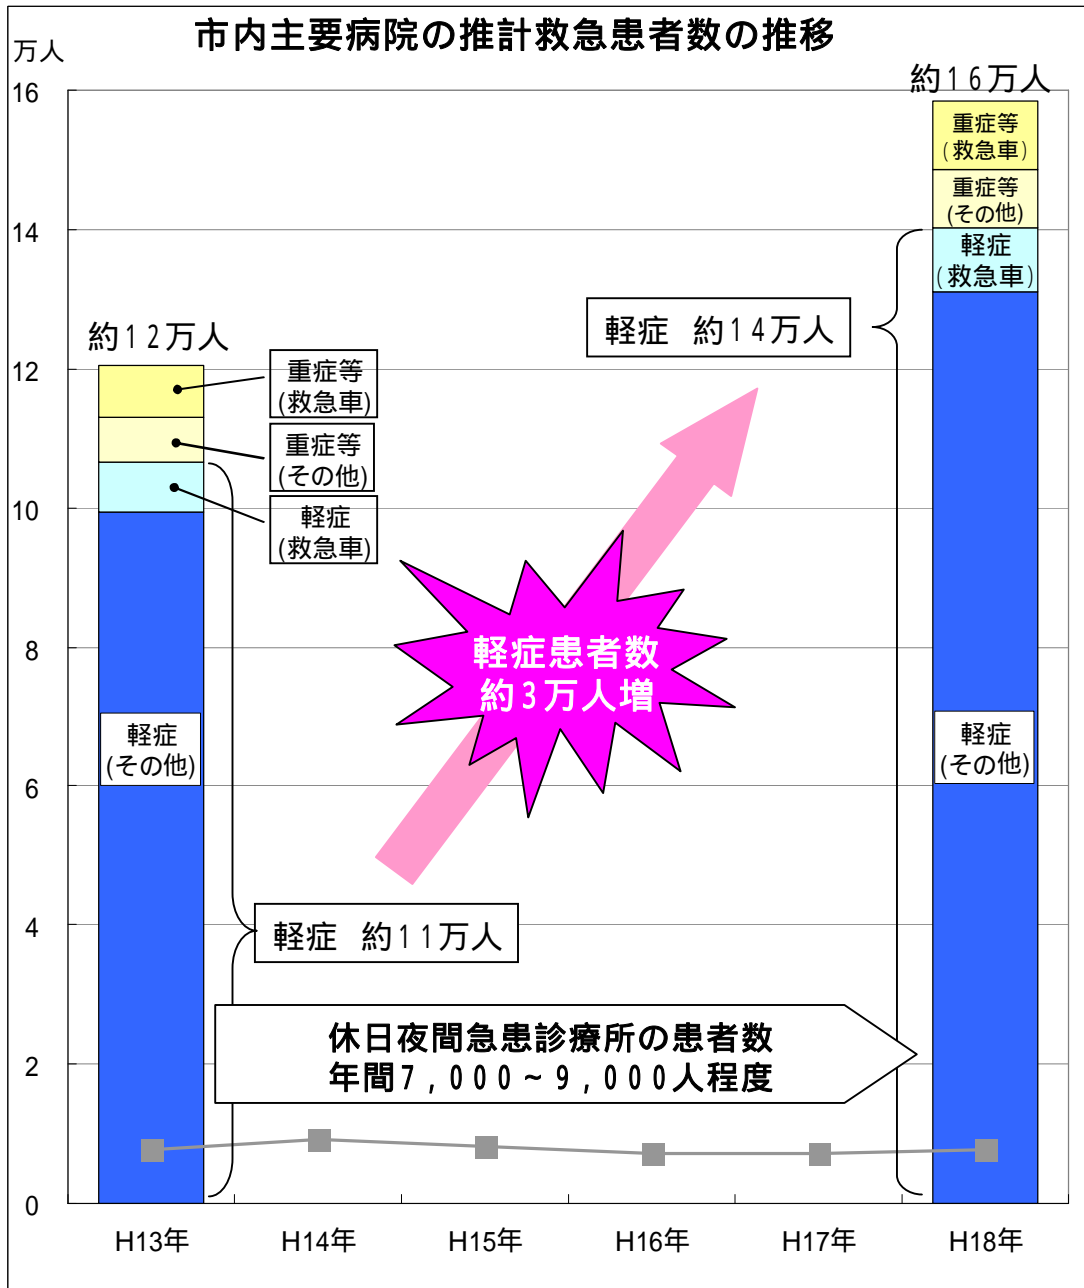 市内主要病院の推計救急患者数の推移
万人
16
14
12
10
8
6
4
2
0
約16万人
重症等
(救急車)
重症等
(その他)
軽症
(救急車)
軽症 約14万人
約12万人
重症等
(救急車)
重症等
(その他)
軽症
(救急車)
軽症患者数
約3万人増
軽症
(その他)
軽症
(その他)
軽症 約11万人
休日夜間急患診療所の患者数
年間7,000~9,000人程度
H13年
H14年
H15年
H16年
H17年
H18年